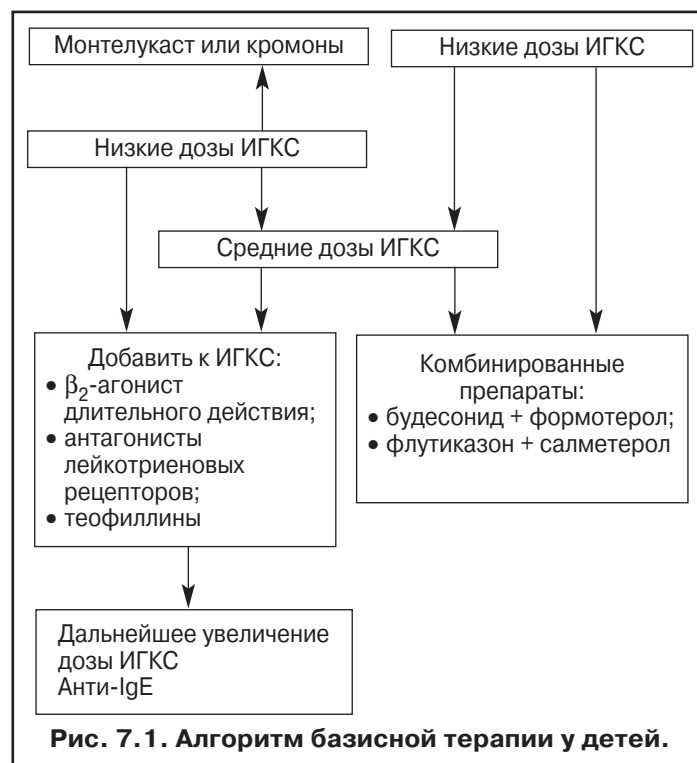 Монтелукаст или кромоны
Низкие дозы ИГКС
Низкие дозы ИГКС
Средние дозы ИГКС
Добавить к ИГКС:
• β₂-агонист
длительного действия;
• антагонисты
лейкотриеновых
рецепторов;
• теофиллины
Комбинированные
препараты:
• будесонид + формотерол;
• флутиказон + салметерол
Дальнейшее увеличение
дозы ИГКС
Анти-IgE
Рис. 7.1. Алгоритм базисной терапии у детей.